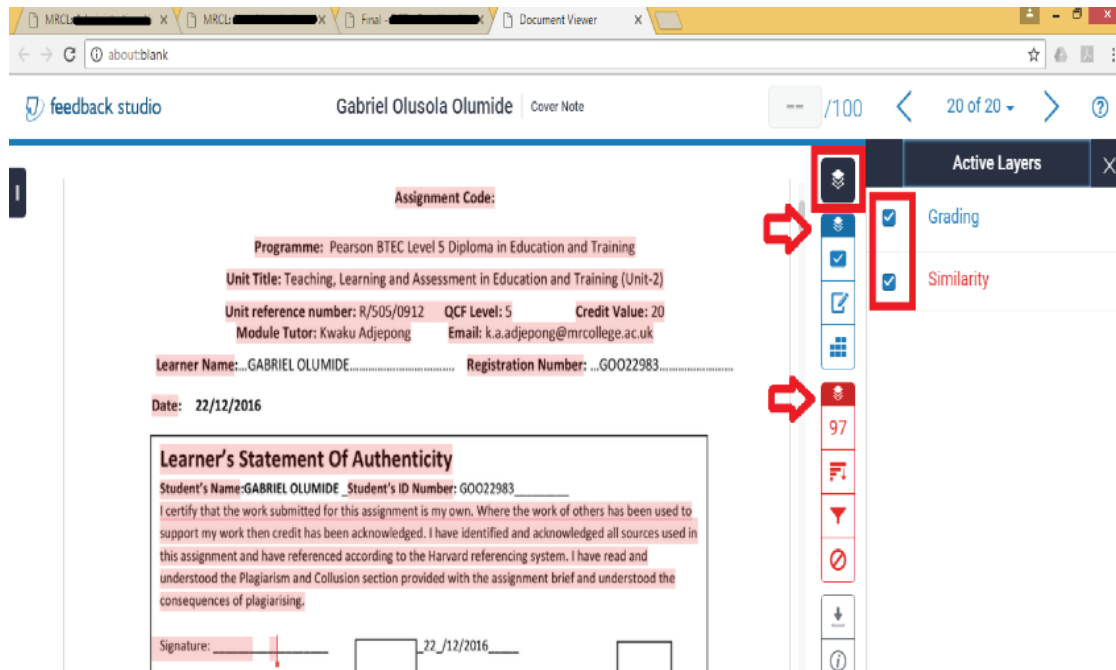 MRCL: X MRCL: X Final - X Document Viewer X
about:blank
feedback studio Gabriel Olusola Olumide Cover Note -- /100 20 of 20
Active Layers X
Grading
Similarity
97
Assignment Code:
Programme: Pearson BTEC Level 5 Diploma in Education and Training
Unit Title: Teaching, Learning and Assessment in Education and Training (Unit-2)
Unit reference number: R/505/0912 QCF Level: 5 Credit Value: 20
Module Tutor: Kwaku Adjepong Email: k.a.adjepong@mrcollege.ac.uk
Learner Name:...GABRIEL OLUMIDE................................... Registration Number: ...GOO22983........................
Date: 22/12/2016
Learner's Statement Of Authenticity
Student's Name:GABRIEL OLUMIDE _Student's ID Number: GOO22983_________
I certify that the work submitted for this assignment is my own. Where the work of others has been used to
support my work then credit has been acknowledged. I have identified and acknowledged all sources used in
this assignment and have referenced according to the Harvard referencing system. I have read and
understood the Plagiarism and Collusion section provided with the assignment brief and understood the
consequences of plagiarising.
Signature: ___________________ _22_/12/2016_____